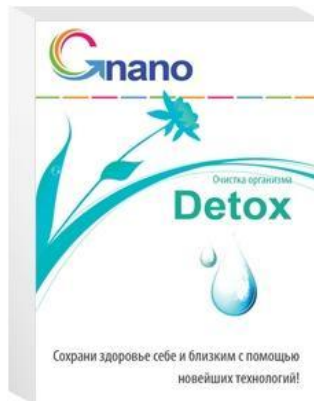 Gnano
Очистка организма
Detox
Сохрани здоровье себе и близким с помощью
новейших технологий!